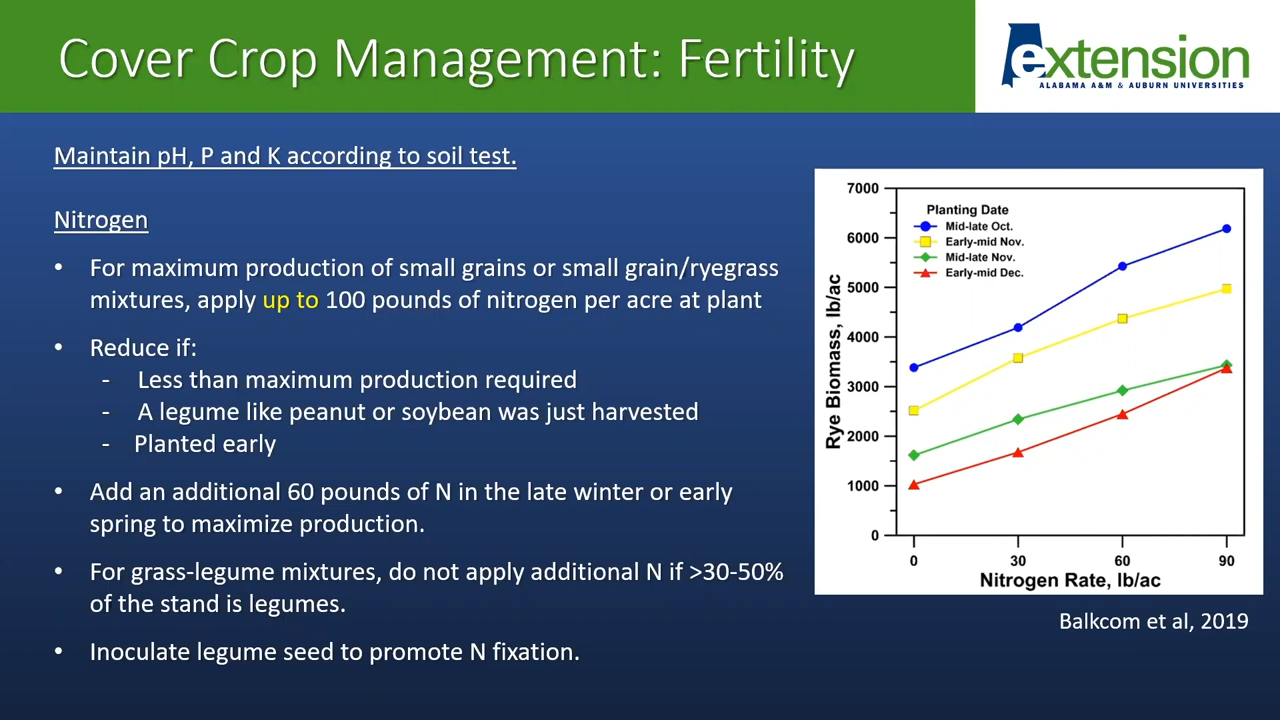 Cover Crop Management: Fertility
extension
ALABAMA A&M & AUBURN UNIVERSITIES
Maintain pH, P and K according to soil test.
Nitrogen
• For maximum production of small grains or small grain/ryegrass
mixtures, apply up to 100 pounds of nitrogen per acre at plant
• Reduce if:
- Less than maximum production required
- A legume like peanut or soybean was just harvested
- Planted early
• Add an additional 60 pounds of N in the late winter or early
spring to maximize production.
• For grass-legume mixtures, do not apply additional N if >30-50%
of the stand is legumes.
• Inoculate legume seed to promote N fixation.
Rye Biomass, lb/ac
7000
6000
5000
4000
3000
2000
1000
0
Planting Date
Mid-late Oct.
Early-mid Nov.
Mid-late Nov.
Early-mid Dec.
0 30 60 90
Nitrogen Rate, lb/ac
Balkcom et al, 2019